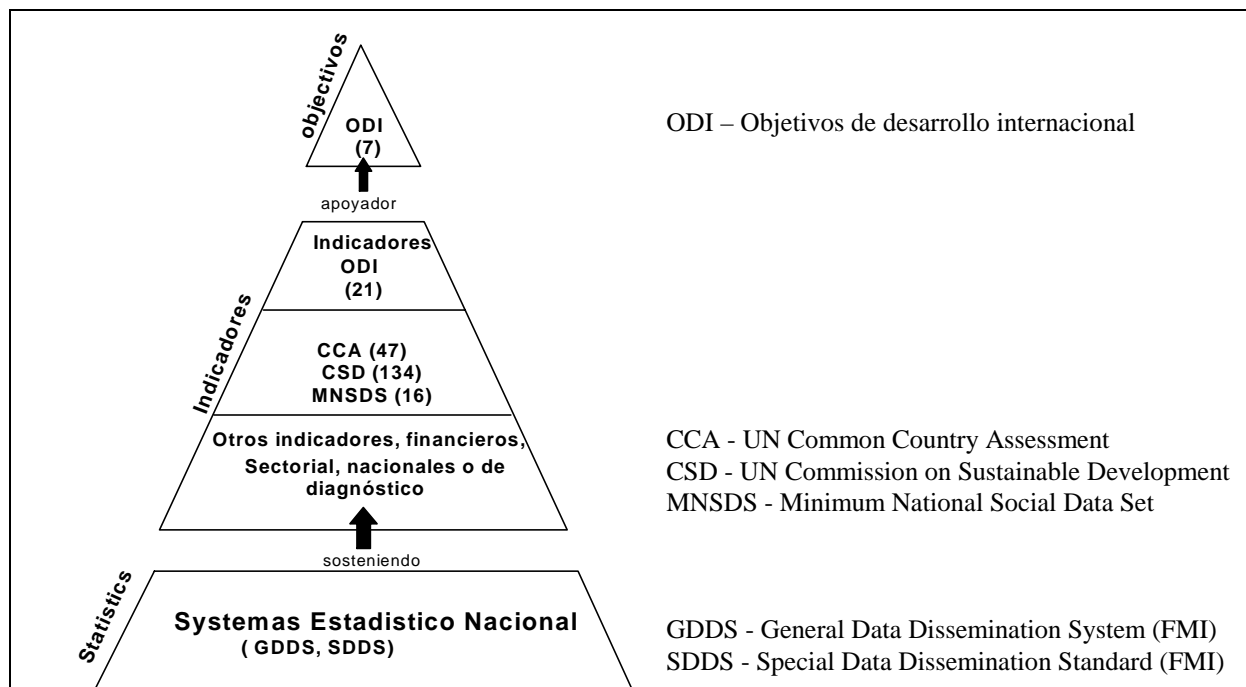 objectivos
ODI
(7)
ODI – Objetivos de desarrollo internacional
apoyador
Indicadores
Indicadores
ODI
(21)
CCA (47)
CSD (134)
MNSDS (16)
Otros indicadores, financieros,
Sectorial, nacionales o de
diagnóstico
CCA - UN Common Country Assessment
CSD - UN Commission on Sustainable Development
MNSDS - Minimum National Social Data Set
sosteniendo
Statistics
Systemas Estadistico Nacional
( GDDS, SDDS)
GDDS - General Data Dissemination System (FMI)
SDDS - Special Data Dissemination Standard (FMI)